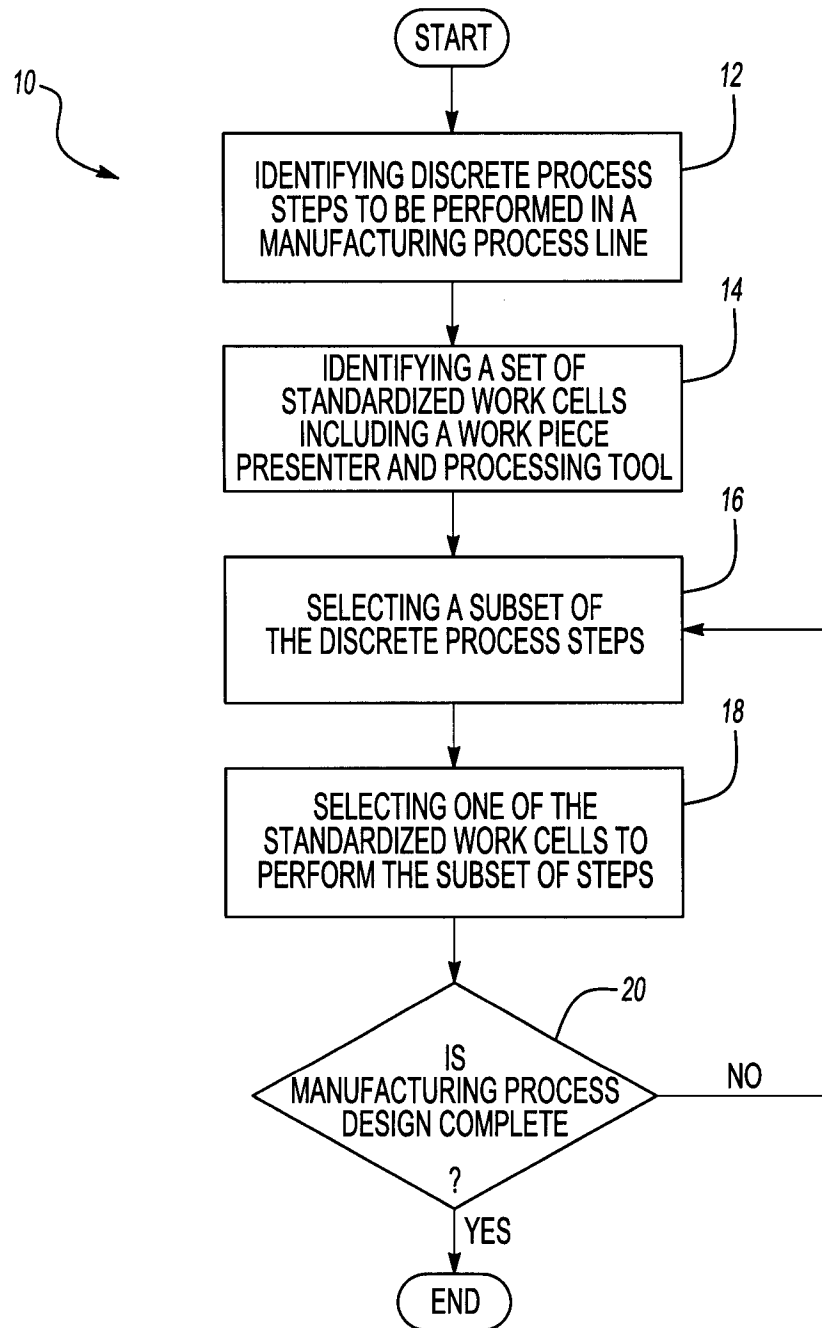 START
10
12
IDENTIFYING DISCRETE PROCESS
STEPS TO BE PERFORMED IN A
MANUFACTURING PROCESS LINE
14
IDENTIFYING A SET OF
STANDARDIZED WORK CELLS
INCLUDING A WORK PIECE
PRESENTER AND PROCESSING TOOL
16
SELECTING A SUBSET OF
THE DISCRETE PROCESS STEPS
18
SELECTING ONE OF THE
STANDARDIZED WORK CELLS TO
PERFORM THE SUBSET OF STEPS
20
IS
MANUFACTURING PROCESS
DESIGN COMPLETE
?
NO
YES
END